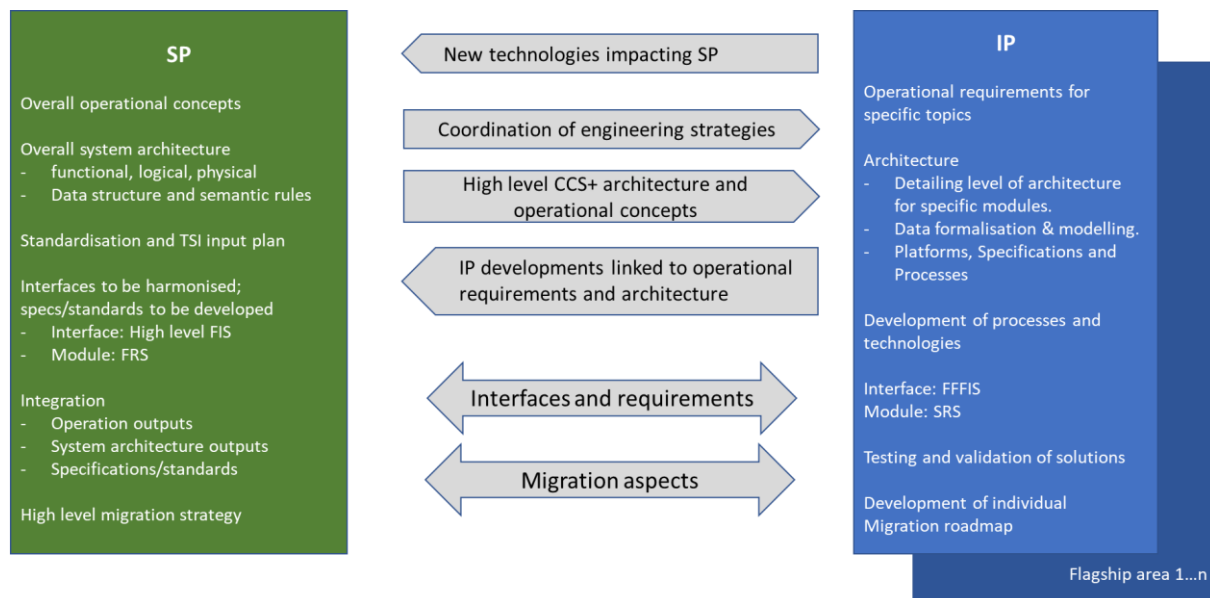 SP
Overall operational concepts
Overall system architecture
- functional, logical, physical
- Data structure and semantic rules
Standardisation and TSI input plan
Interfaces to be harmonised;
specs/standards to be developed
- Interface: High level FIS
- Module: FRS
Integration
- Operation outputs
- System architecture outputs
- Specifications/standards
High level migration strategy
New technologies impacting SP
Coordination of engineering strategies
High level CCS+ architecture and
operational concepts
IP developments linked to operational
requirements and architecture
Interfaces and requirements
Migration aspects
IP
Operational requirements for
specific topics
Architecture
- Detailing level of architecture
for specific modules.
- Data formalisation & modelling.
- Platforms, Specifications and
Processes
Development of processes and
technologies
Interface: FFFIS
Module: SRS
Testing and validation of solutions
Development of individual
Migration roadmap
Flagship area 1...n